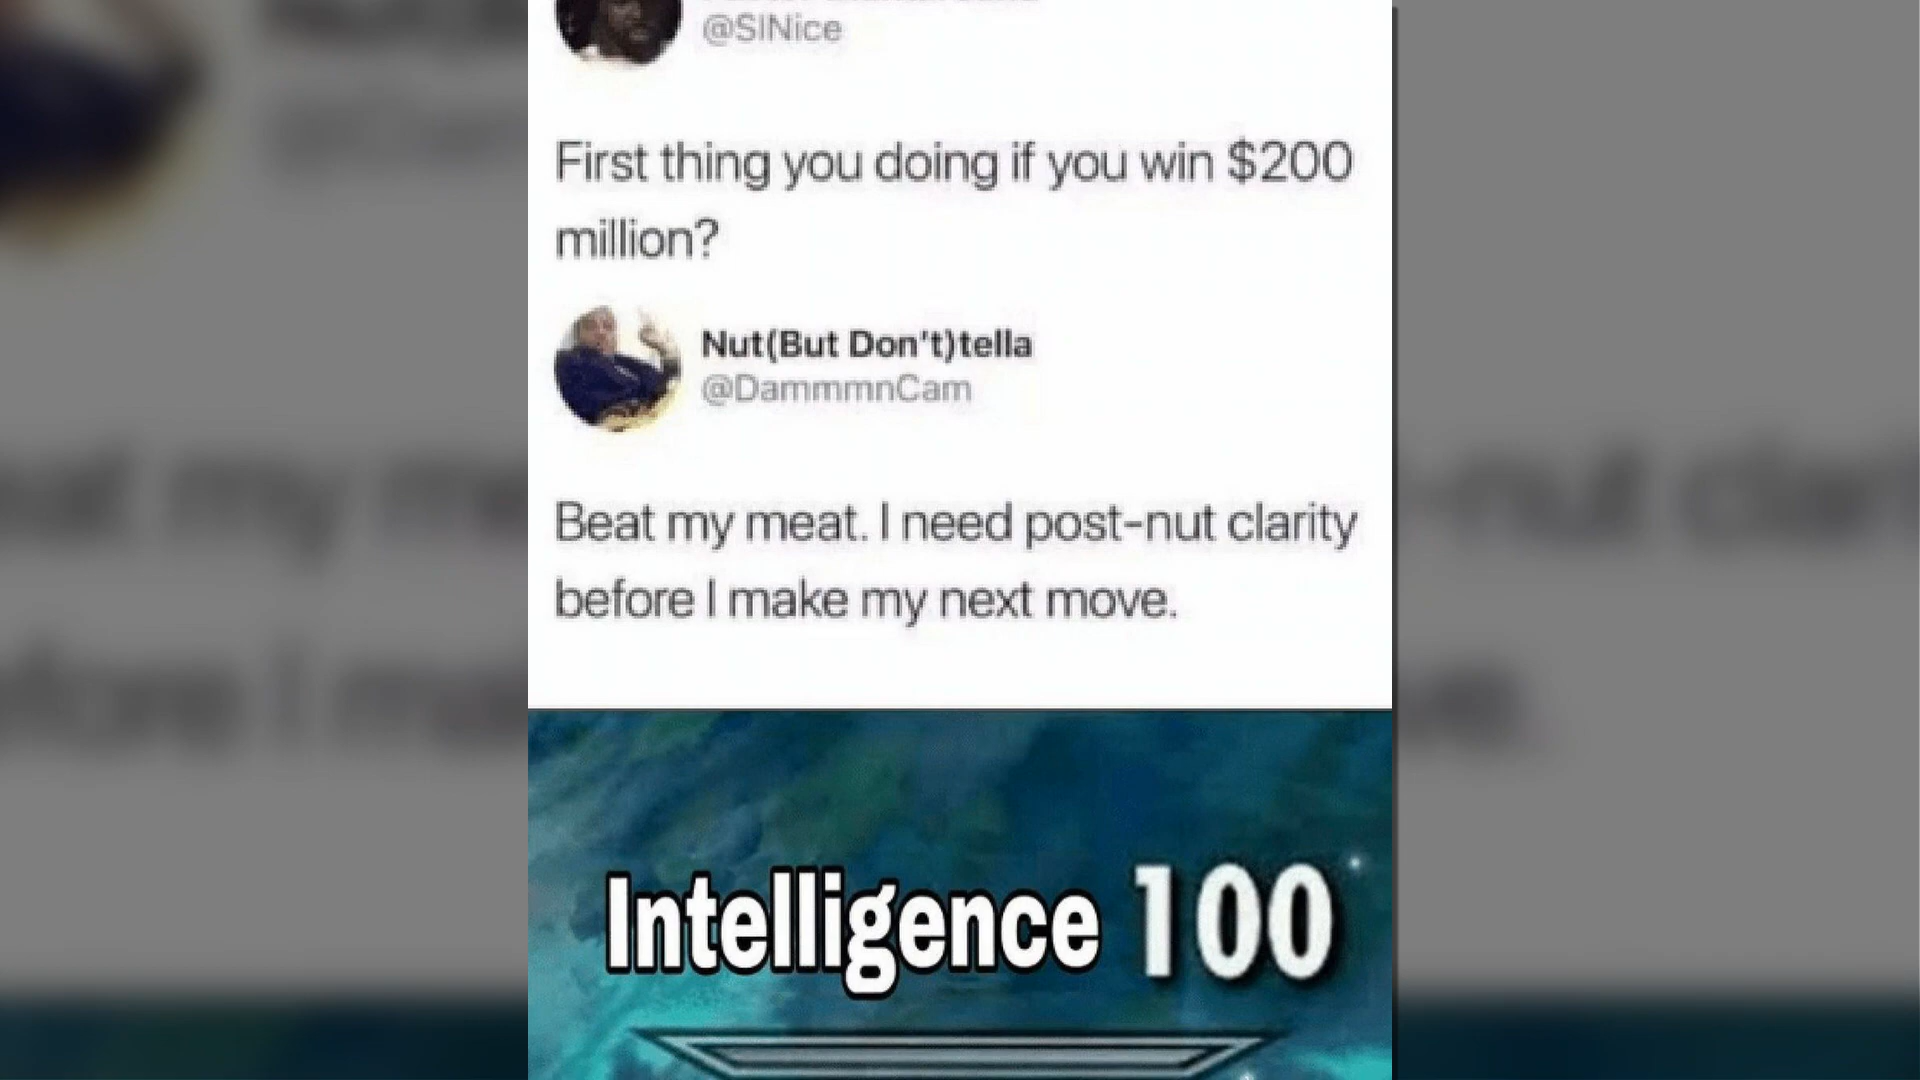 @SINice
First thing you doing if you win $200
million?
Nut(But Don't)tella
@DammmnCam
Beat my meat. I need post-nut clarity
before I make my next move.
Intelligence 100